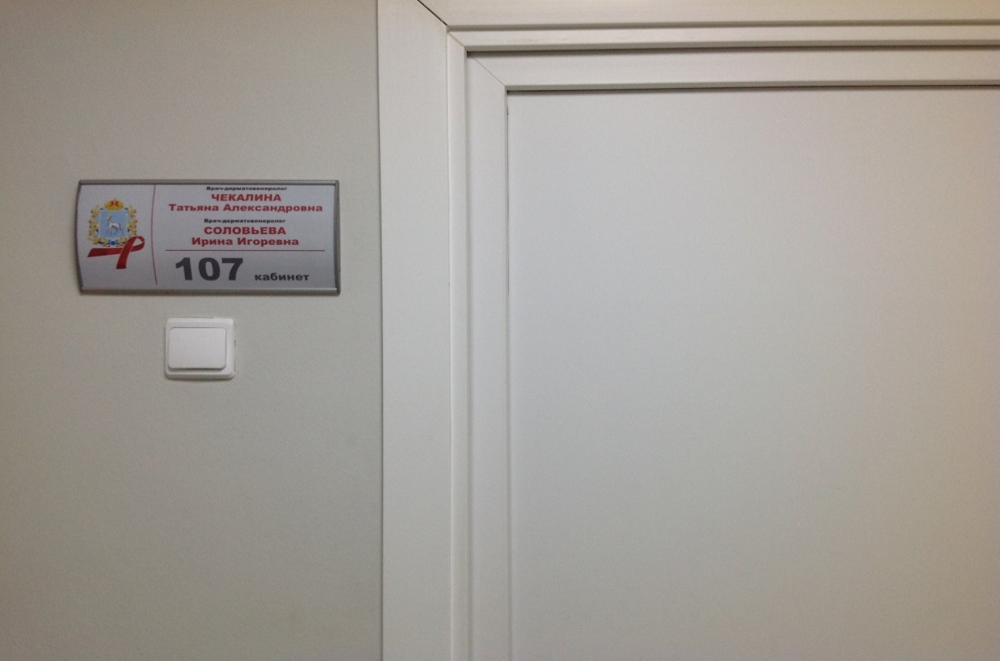 Врач-дерматовенеролог
ЧЕКАЛИНА
Татьяна Александровна
Врач-дерматовенеролог
СОЛОВЬЕВА
Ирина Игоревна
107 кабинет